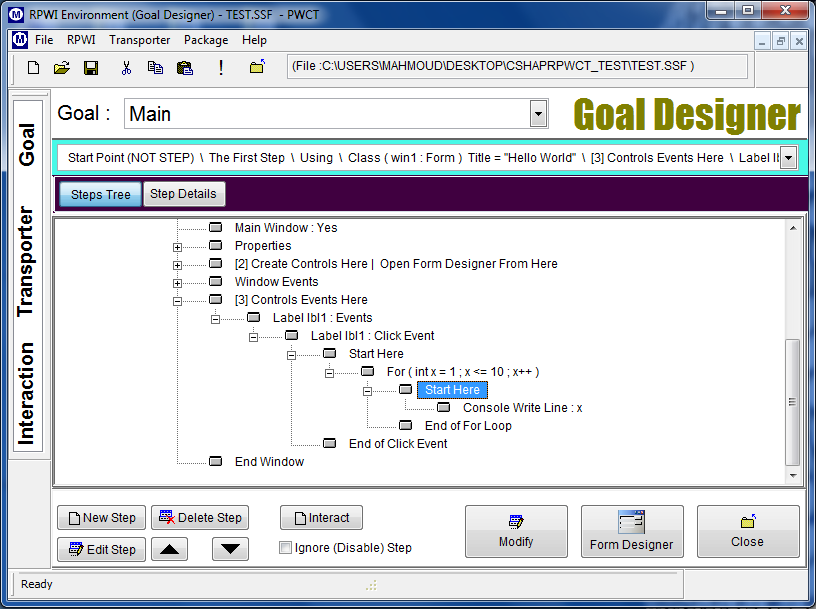 RPWI Environment (Goal Designer) - TEST.SSF - PWCT
File RPWI Transporter Package Help
(File :C:\USERS\MAHMOUD\DESKTOP\CSHAPRPWCT_TEST\TEST.SSF )
Goal
Transporter
Interaction
Goal :
Main
Goal Designer
Start Point (NOT STEP) \ The First Step \ Using \ Class ( win1 : Form ) Title = "Hello World" \ [3] Controls Events Here \ Label
Steps Tree
Step Details
Main Window : Yes
Properties
[2] Create Controls Here | Open Form Designer From Here
Window Events
[3] Controls Events Here
Label lbl1 : Events
Label lbl1 : Click Event
Start Here
For ( int x = 1 ; x <= 10 ; x++ )
Start Here
Console Write Line : x
End of For Loop
End of Click Event
End Window
New Step
Delete Step
Interact
Edit Step
Ignore (Disable) Step
Modify
Form Designer
Close
Ready